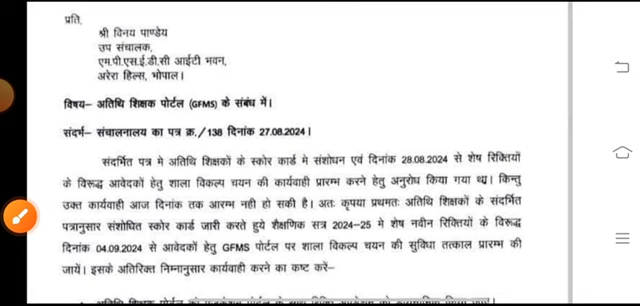 प्रति,
श्री विनय पाण्डेय
उप संचालक,
एम.पी.एस.ई.डी.सी आईटी भवन,
अरेरा हिल्स, भोपाल।
विषय– अतिथि शिक्षक पोर्टल (GFMS) के संबंध में।
संदर्भ– संचालनालय का पत्र क्र./138 दिनांक 27.08.2024।
संदर्भित पत्र मे अतिथि शिक्षकों के स्कोर कार्ड मे संशोधन एवं दिनांक 28.08.2024 से शेष रिक्तियों
के विरूद्ध आवेदकों हेतु शाला विकल्प चयन की कार्यवाही प्रारम्भ करने हेतु अनुरोध किया गया था। किन्तु
उक्त कार्यवाही आज दिनांक तक आरम्भ नही हो सकी है। अतः कृपया प्रथमतः अतिथि शिक्षकों के संदर्भित
पत्रानुसार संशोधित स्कोर कार्ड जारी करते हुये शैक्षणिक सत्र 2024-25 मे शेष नवीन रिक्तियों के विरूद्ध
दिनांक 04.09.2024 से आवेदकों हेतु GFMS पोर्टल पर शाला विकल्प चयन की सुविधा तत्काल प्रारम्भ की
जायें। इसके अतिरिक्त निम्नानुसार कार्यवाही करने का कष्ट करें–